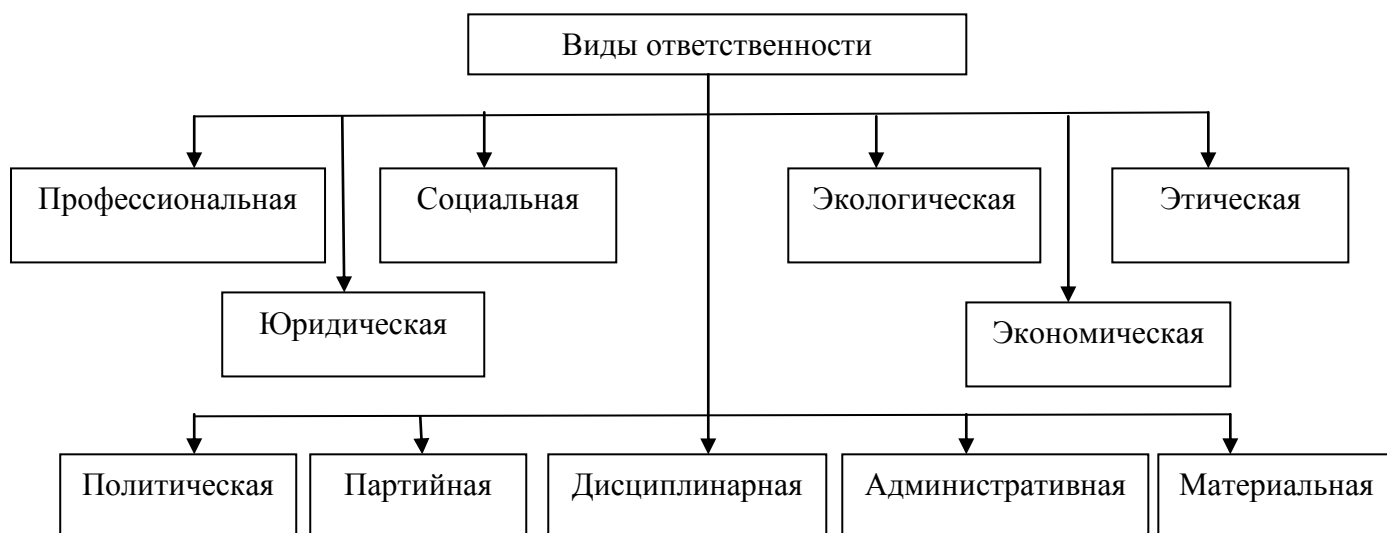 Виды ответственности
Профессиональная
Социальная
Экологическая
Этическая
Юридическая
Экономическая
Политическая
Партийная
Дисциплинарная
Административная
Материальная